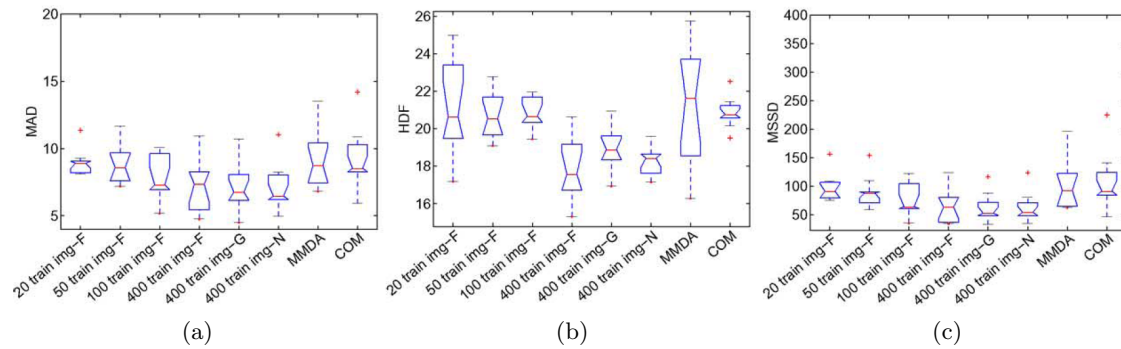 20
15
10
5
MAD
20 train img-F
50 train img-F
100 train img-F
400 train img-F
400 train img-G
400 train img-N
MMDA
COM
(a)
26
24
22
20
18
16
HDF
20 train img-F
50 train img-F
100 train img-F
400 train img-F
400 train img-G
400 train img-N
MMDA
COM
(b)
400
350
300
250
200
150
100
50
MSSD
20 train img-F
50 train img-F
100 train img-F
400 train img-F
400 train img-G
400 train img-N
MMDA
COM
(c)